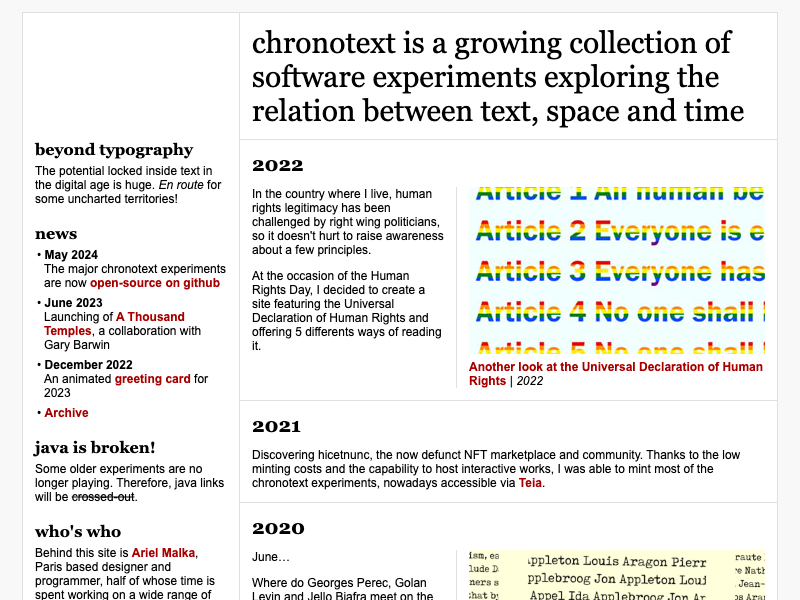 chronotext is a growing collection of
software experiments exploring the
relation between text, space and time
beyond typography
The potential locked inside text in
the digital age is huge. En route for
some uncharted territories!
news
• May 2024
The major chronotext experiments
are now open-source on github
• June 2023
Launching of A Thousand
Temples, a collaboration with
Gary Barwin
• December 2022
An animated greeting card for
2023
• Archive
java is broken!
Some older experiments are no
longer playing. Therefore, java links
will be crossed-out.
who's who
Behind this site is Ariel Malka,
Paris based designer and
programmer, half of whose time is
spent working on a wide range of
2022
In the country where I live, human
rights legitimacy has been
challenged by right wing politicians,
so it doesn't hurt to raise awareness
about a few principles.
At the occasion of the Human
Rights Day, I decided to create a
site featuring the Universal
Declaration of Human Rights and
offering 5 differents ways of reading
it.
Article 1 All human be
Article 2 Everyone is e
Article 3 Everyone has
Article 4 No one shall
Article 5 No one shall
Another look at the Universal Declaration of Human
Rights | 2022
2021
Discovering hicetnunc, the now defunct NFT marketplace and community. Thanks to the low
minting costs and the capability to host interactive works, I was able to mint most of the
chronotext experiments, nowadays accessible via Teia.
2020
June…
Where do Georges Perec, Golan
Levin and Jello Biafra meet on the
Appleton Louis Aragon Pierr
pplebroog Jon Appleton Loui
Appel Ida Applebroog Jon A